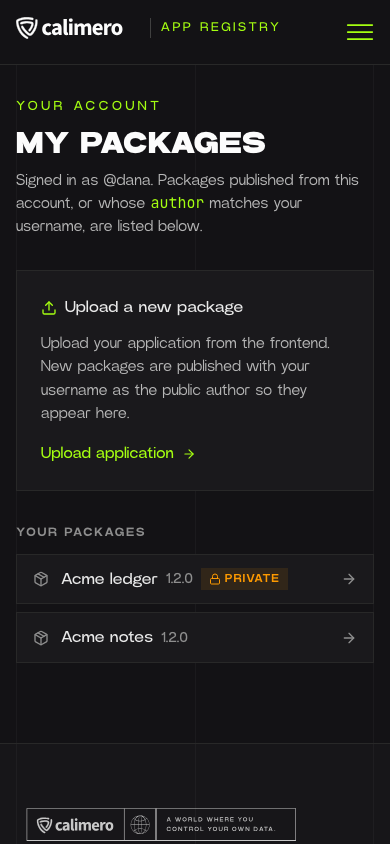 calimero
APP REGISTRY
YOUR ACCOUNT
MY PACKAGES
Signed in as @dana. Packages published from this
account, or whose author matches your
username, are listed below.
Upload a new package
Upload your application from the frontend.
New packages are published with your
username as the public author so they
appear here.
Upload application
YOUR PACKAGES
Acme ledger 1.2.0 PRIVATE
Acme notes 1.2.0
calimero
A WORLD WHERE YOU
CONTROL YOUR OWN DATA.